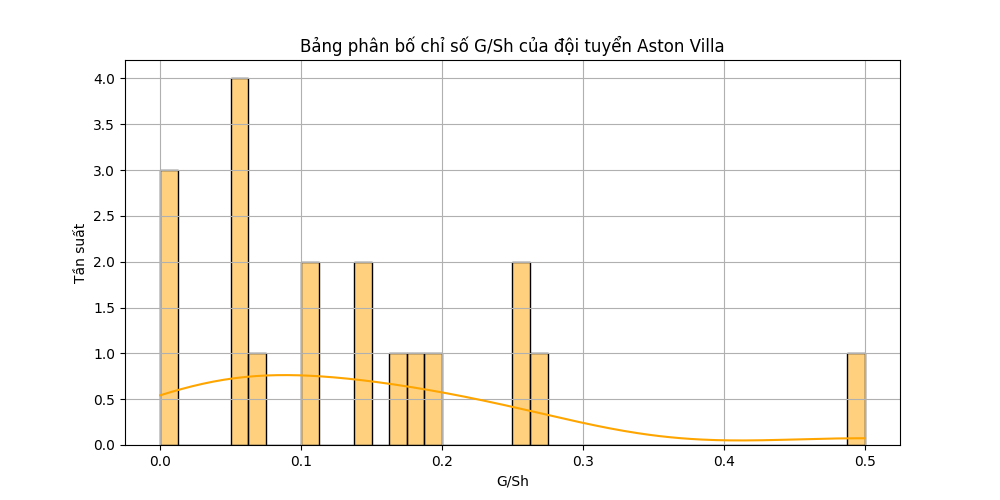 Bảng phân bố chỉ số G/Sh của đội tuyển Aston Villa
Tần suất
4.0
3.5
3.0
2.5
2.0
1.5
1.0
0.5
0.0
0.0 0.1 0.2 0.3 0.4 0.5
G/Sh